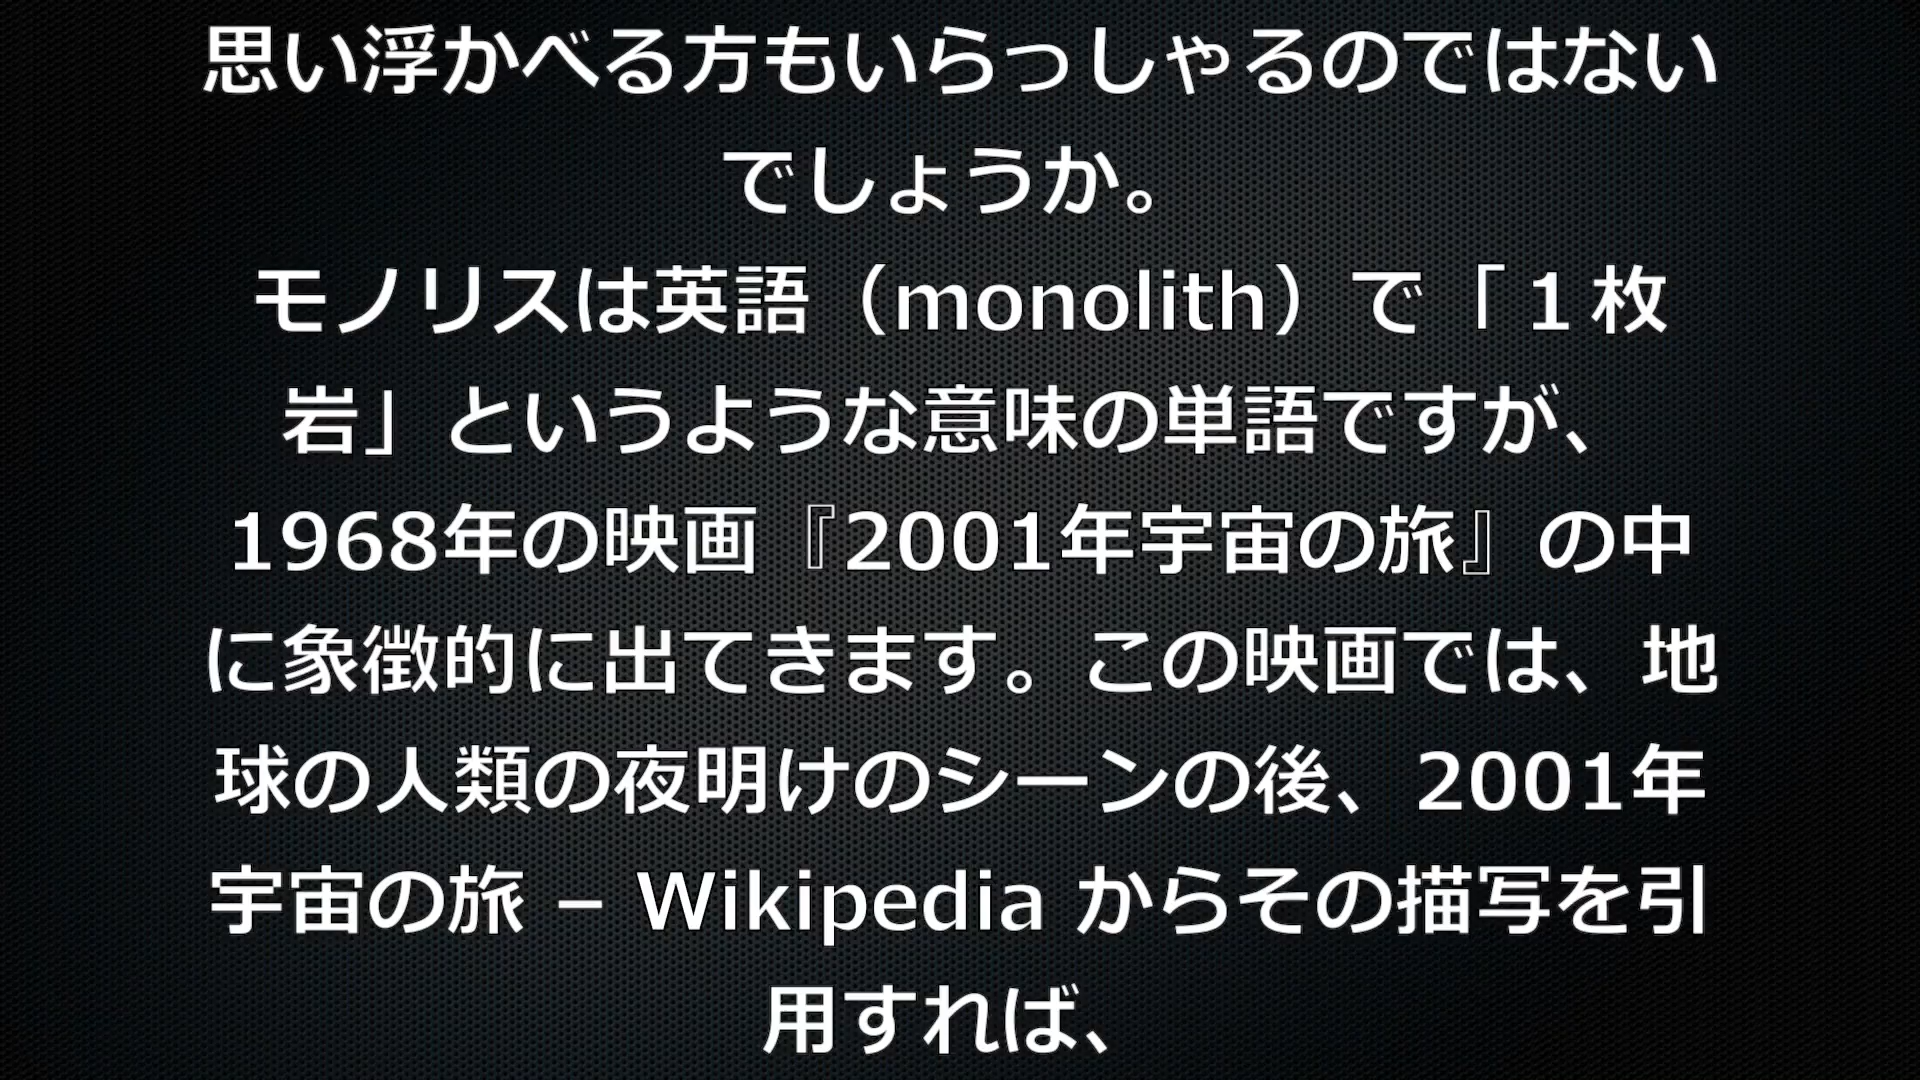 思い浮かべる方もいらっしゃるのではない
でしょうか。
モノリスは英語（monolith）で「１枚
岩」というような意味の単語ですが、
1968年の映画『2001年宇宙の旅』の中
に象徴的に出てきます。この映画では、地
球の人類の夜明けのシーンの後、2001年
宇宙の旅 – Wikipedia からその描写を引
用すれば、